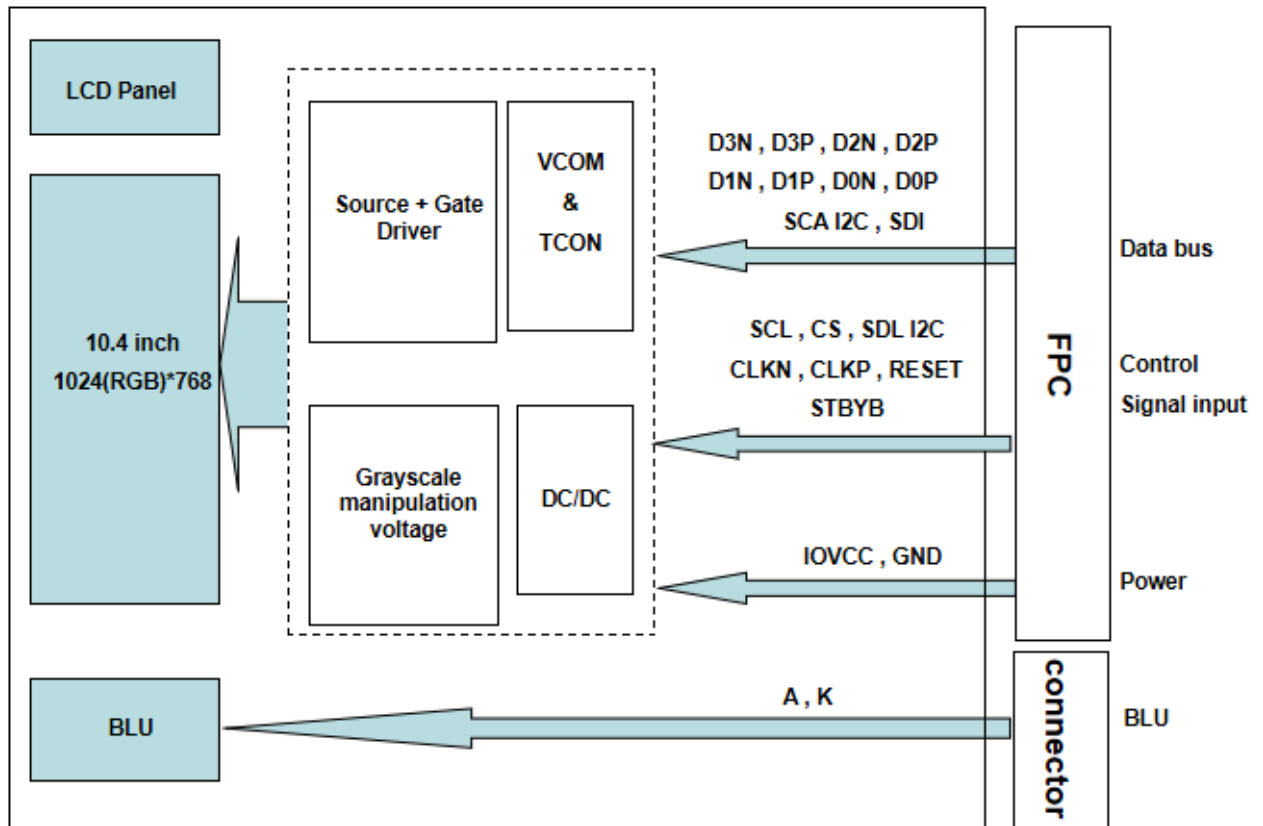 LCD Panel
10.4 inch
1024(RGB)*768
BLU
Source + Gate
Driver
VCOM
&
TCON
Grayscale
manipulation
voltage
DC/DC
D3N , D3P , D2N , D2P
D1N , D1P , D0N , D0P
SCA I2C , SDI
SCL , CS , SDL I2C
CLKN , CLKP , RESET
STBYB
IOVCC , GND
A , K
FPC
connector
Data bus
Control
Signal input
Power
BLU